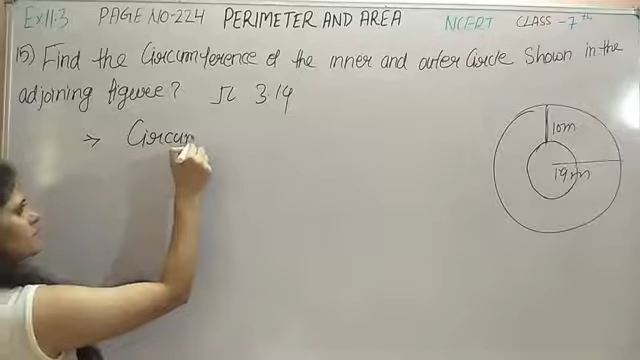 Ex 11.3 PAGE NO-224 PERIMETER AND AREA NCERT CLASS-7th
15) Find the Circumference of the inner and outer Circle Shown in the
adjoining figure? π 3.14
→ Circum
10m
19m